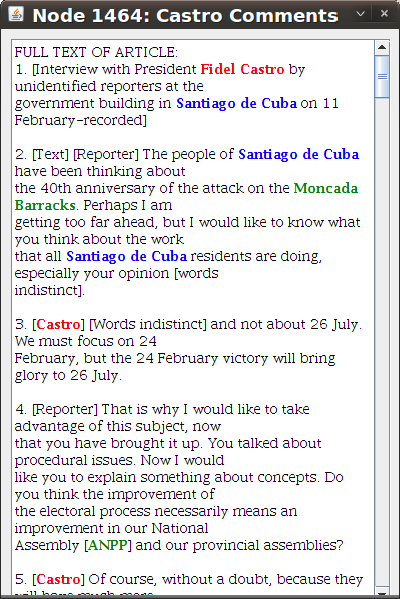 Node 1464: Castro Comments
FULL TEXT OF ARTICLE:
1. [Interview with President Fidel Castro by
unidentified reporters at the
government building in Santiago de Cuba on 11
February-recorded]
2. [Text] [Reporter] The people of Santiago de Cuba
have been thinking about
the 40th anniversary of the attack on the Moncada
Barracks. Perhaps I am
getting too far ahead, but I would like to know what
you think about the work
that all Santiago de Cuba residents are doing,
especially your opinion [words
indistinct].
3. [Castro] [Words indistinct] and not about 26 July.
We must focus on 24
February, but the 24 February victory will bring
glory to 26 July.
4. [Reporter] That is why I would like to take
advantage of this subject, now
that you have brought it up. You talked about
procedural issues. Now I would
like you to explain something about concepts. Do
you think the improvement of
the electoral process necessarily means an
improvement in our National
Assembly [ANPP] and our provincial assemblies?
5. [Castro] Of course, without a doubt, because they
will have much more